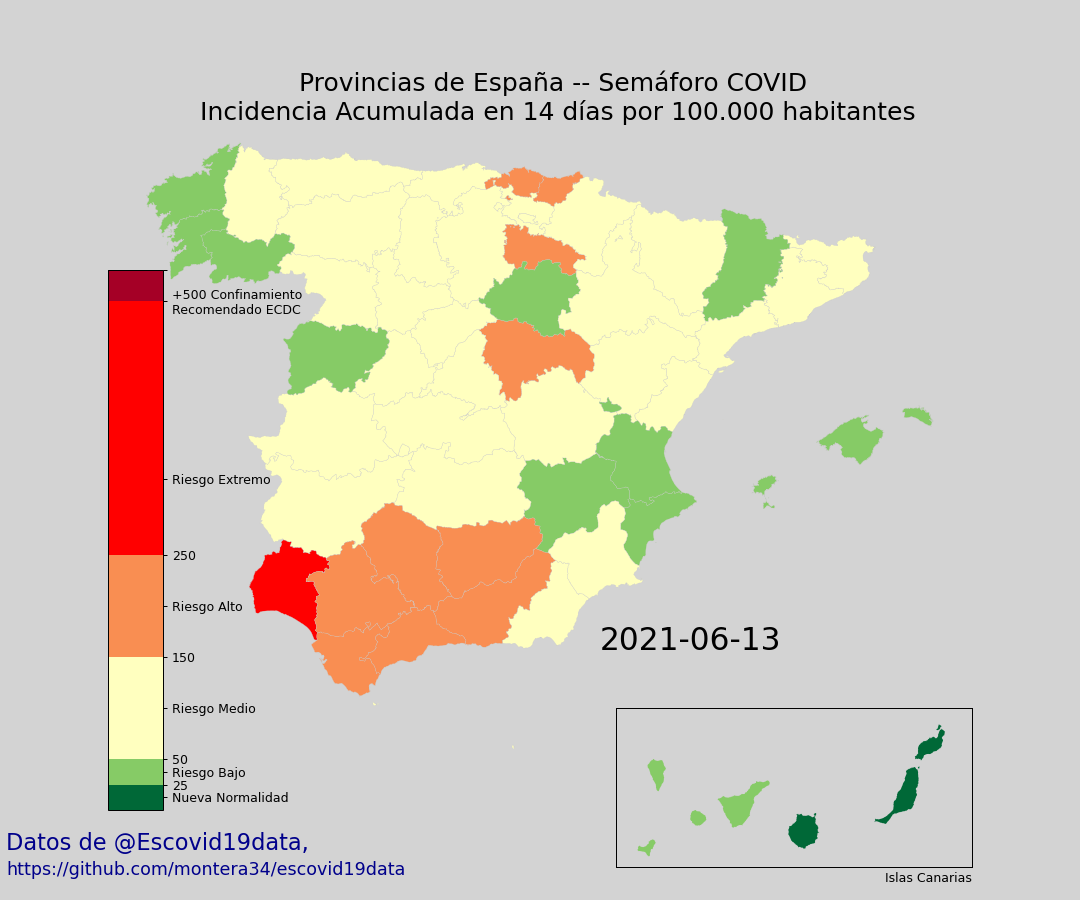 Provincias de España -- Semáforo COVID
Incidencia Acumulada en 14 días por 100.000 habitantes
+500 Confinamiento
Recomendado ECDC
Riesgo Extremo
250
Riesgo Alto
150
Riesgo Medio
50
Riesgo Bajo
25
Nueva Normalidad
2021-06-13
Islas Canarias
Datos de @Escovid19data,
https://github.com/montera34/escovid19data